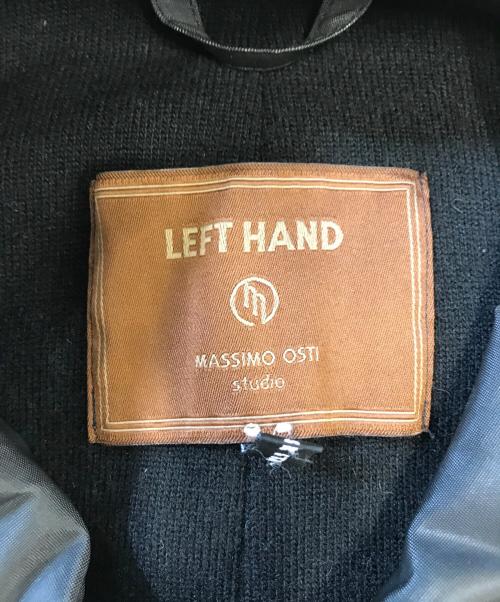 LEFT HAND
m
MASSIMO OSTI
studio